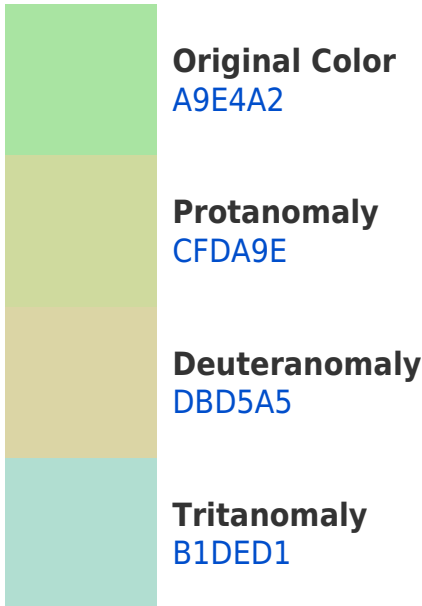 Original Color
A9E4A2
Protanomaly
CFDA9E
Deuteranomaly
DBD5A5
Tritanomaly
B1DED1